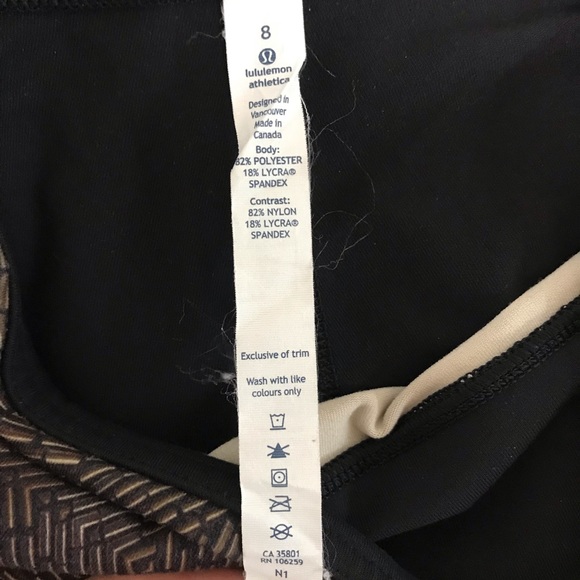 8
lululemon
athletica
Designed in
Vancouver
Made in
Canada
Body:
82% POLYESTER
18% LYCRA®
SPANDEX
Contrast:
82% NYLON
18% LYCRA®
SPANDEX
Exclusive of trim
Wash with like
colours only
CA 35801
RN 106259
N1